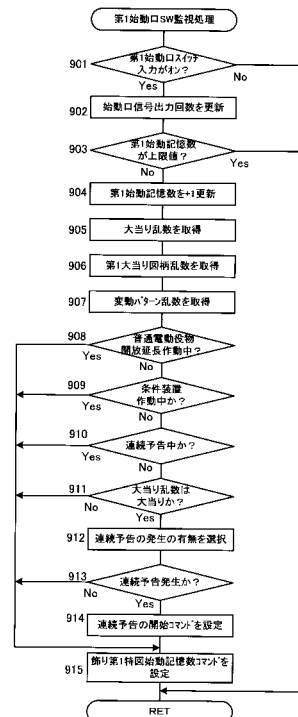 第1始動口SW監視処理
901
第1始動口スイッチ
入力がオン?
No
Yes
902
始動口信号出力回数を更新
903
第1始動記憶数
が上限値?
Yes
No
904
第1始動記憶数を+1更新
905
大当り乱数を取得
906
第1大当り図柄乱数を取得
907
変動パターン乱数を取得
908
普通電動役物
開放延長作動中?
Yes
No
909
条件装置
作動中か?
Yes
No
910
連続予告中か?
Yes
No
911
大当り乱数は
大当りか?
No
Yes
912
連続予告の発生の有無を選択
913
連続予告発生か?
No
Yes
914
連続予告の開始コマンドを設定
915
飾り第1特図始動記憶数コマンドを
設定
RET